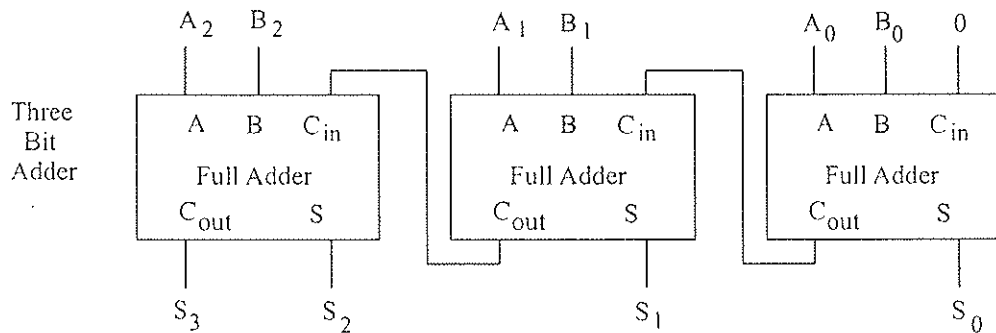 A2 B2 A1 B1 A0 B0 0
Three
Bit
Adder
A B Cin A B Cin A B Cin
Full Adder Full Adder Full Adder
Cout S Cout S Cout S
S3 S2 S1 S0